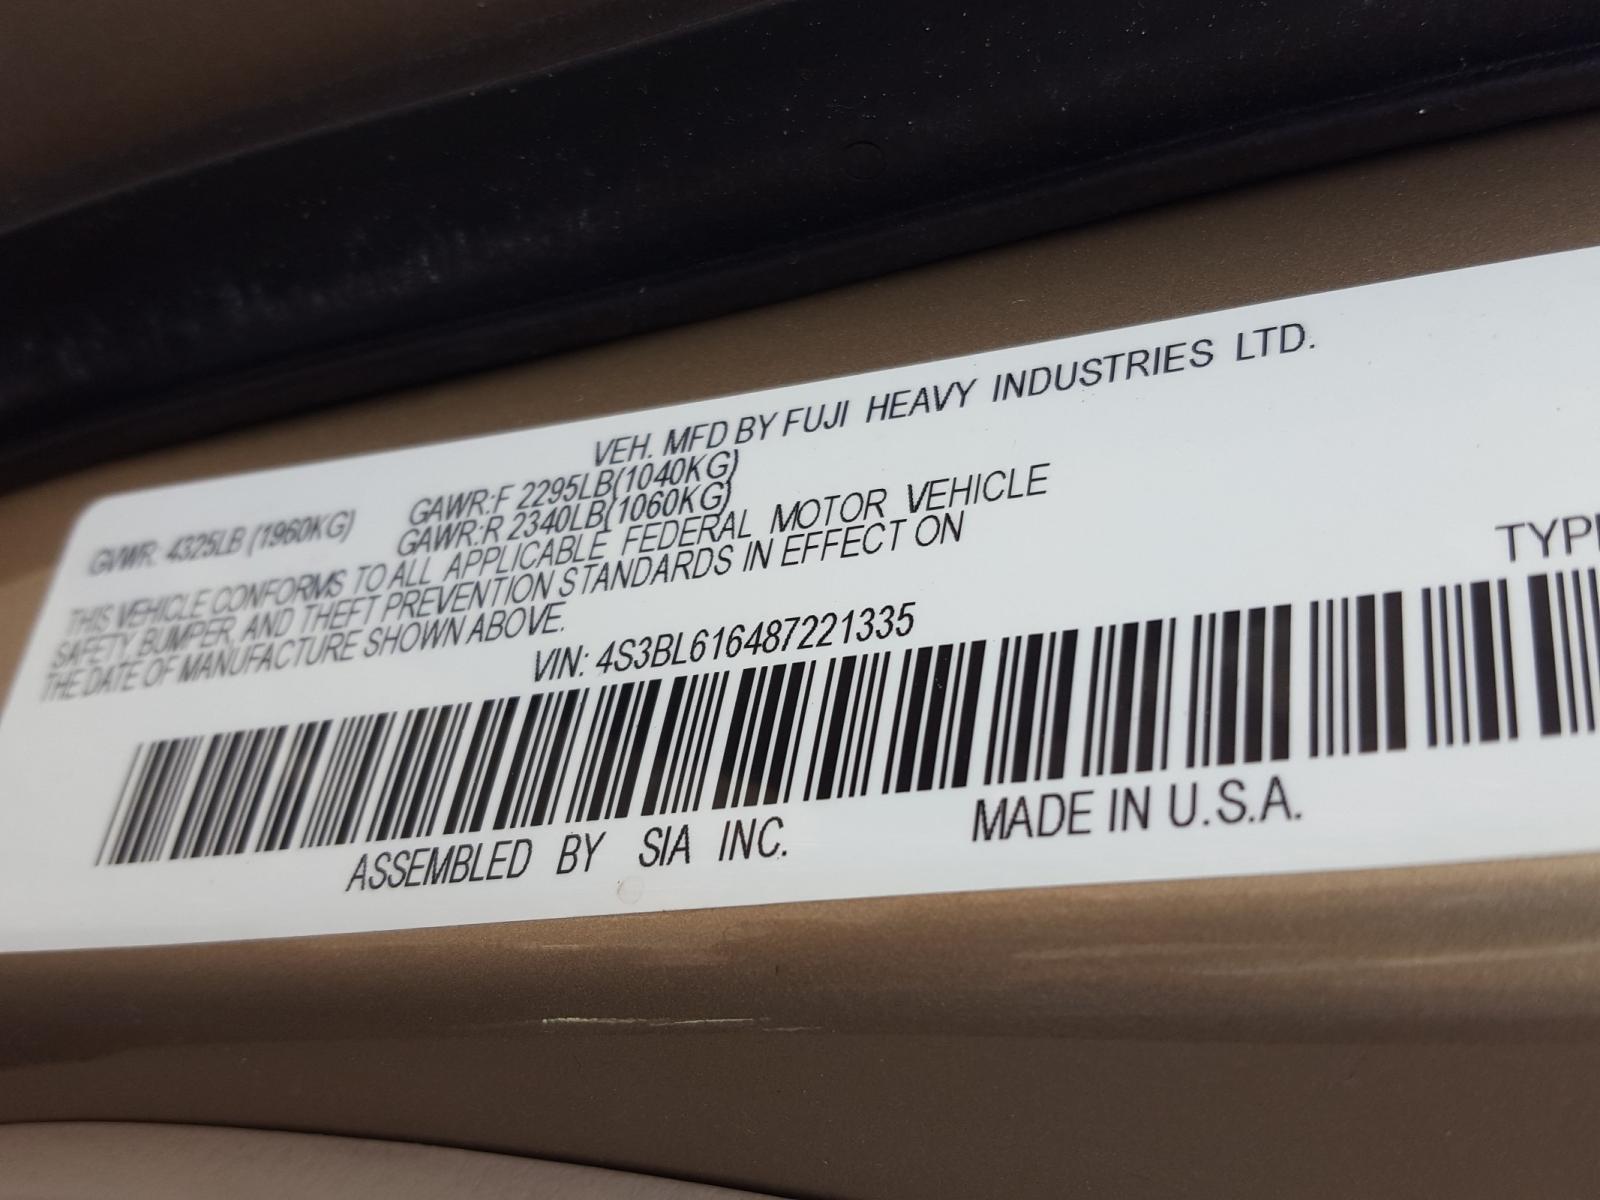 VEH. MFD BY FUJI HEAVY INDUSTRIES LTD.
GVWR: 4325LB (1960KG) GAWR:F 2295LB(1040KG)
GAWR:R 2340LB(1060KG)
THIS VEHICLE CONFORMS TO ALL APPLICABLE FEDERAL MOTOR VEHICLE
SAFETY, BUMPER, AND THEFT PREVENTION STANDARDS IN EFFECT ON
THE DATE OF MANUFACTURE SHOWN ABOVE.
VIN: 4S3BL616487221335
TYP
ASSEMBLED BY SIA INC. MADE IN U.S.A.